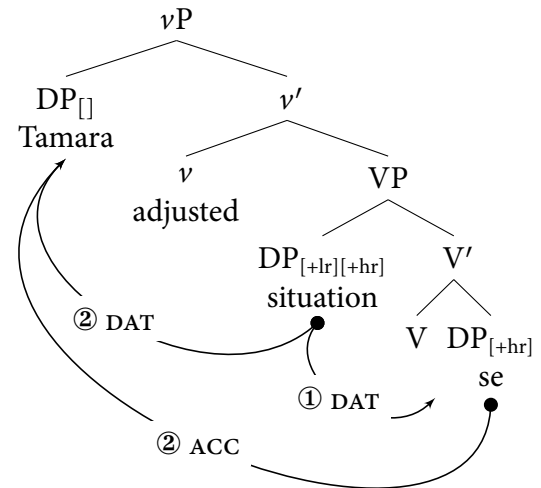 vP
DP[] v′
Tamara
v VP
adjusted
DP[+lr][+hr] V′
situation
② DAT V DP[+hr]
se
① DAT
② ACC